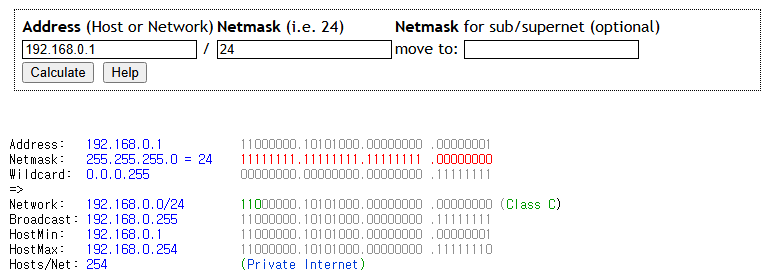 Address (Host or Network) Netmask (i.e. 24) Netmask for sub/supernet (optional)
192.168.0.1 / 24 move to:
Calculate Help
Address: 192.168.0.1 11000000.10101000.00000000 .00000001
Netmask: 255.255.255.0 = 24 11111111.11111111.11111111 .00000000
Wildcard: 0.0.0.255 00000000.00000000.00000000 .11111111
=>
Network: 192.168.0.0/24 11000000.10101000.00000000 .00000000 (Class C)
Broadcast: 192.168.0.255 11000000.10101000.00000000 .11111111
HostMin: 192.168.0.1 11000000.10101000.00000000 .00000001
HostMax: 192.168.0.254 11000000.10101000.00000000 .11111110
Hosts/Net: 254 (Private Internet)